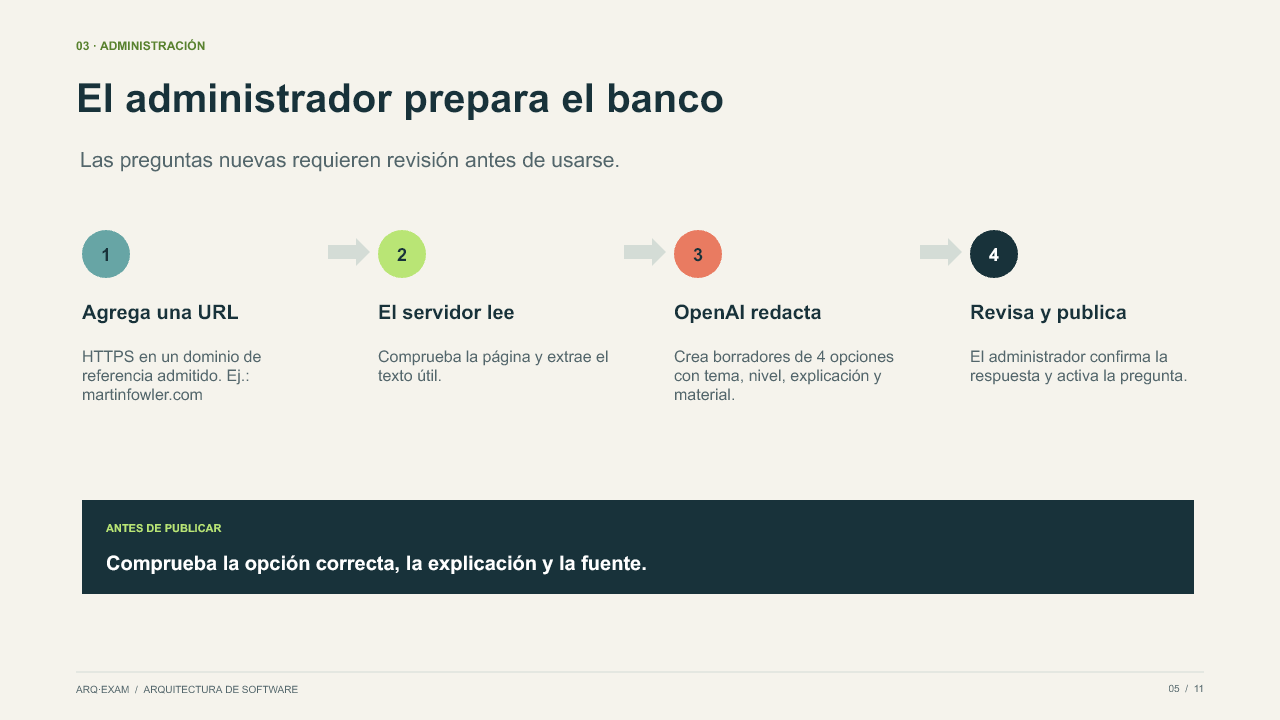 03 · ADMINISTRACIÓN
El administrador prepara el banco
Las preguntas nuevas requieren revisión antes de usarse.
1
2
3
4
Agrega una URL
HTTPS en un dominio de
referencia admitido. Ej.:
martinfowler.com
El servidor lee
Comprueba la página y extrae el
texto útil.
OpenAI redacta
Crea borradores de 4 opciones
con tema, nivel, explicación y
material.
Revisa y publica
El administrador confirma la
respuesta y activa la pregunta.
ANTES DE PUBLICAR
Comprueba la opción correcta, la explicación y la fuente.
ARQ·EXAM / ARQUITECTURA DE SOFTWARE
05 / 11